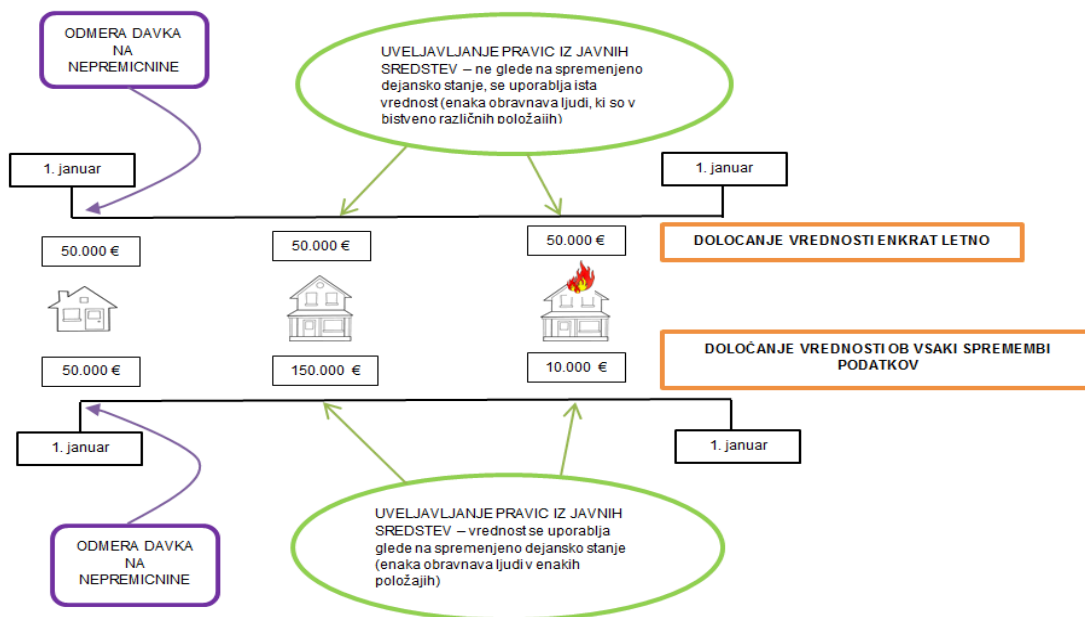 ODMERA DAVKA
NA
NEPREMICNINE
UVELJAVLJANJE PRAVIC IZ JAVNIH
SREDSTEV – ne glede na spremenjeno
dejansko stanje, se uporablja ista
vrednost (enaka obravnava ljudi, ki so v
bistveno različnih položajih)
1. januar
1. januar
50.000 €
50.000 €
50.000 €
DOLOCANJE VREDNOSTI ENKRAT LETNO
50.000 €
150.000 €
10.000 €
DOLOČANJE VREDNOSTI OB VSAKI SPREMEMBI
PODATKOV
1. januar
1. januar
UVELJAVLJANJE PRAVIC IZ JAVNIH
SREDSTEV – vrednost se uporablja
glede na spremenjeno dejansko stanje
(enaka obravnava ljudi v enakih
položajih)
ODMERA DAVKA
NA
NEPREMICNINE